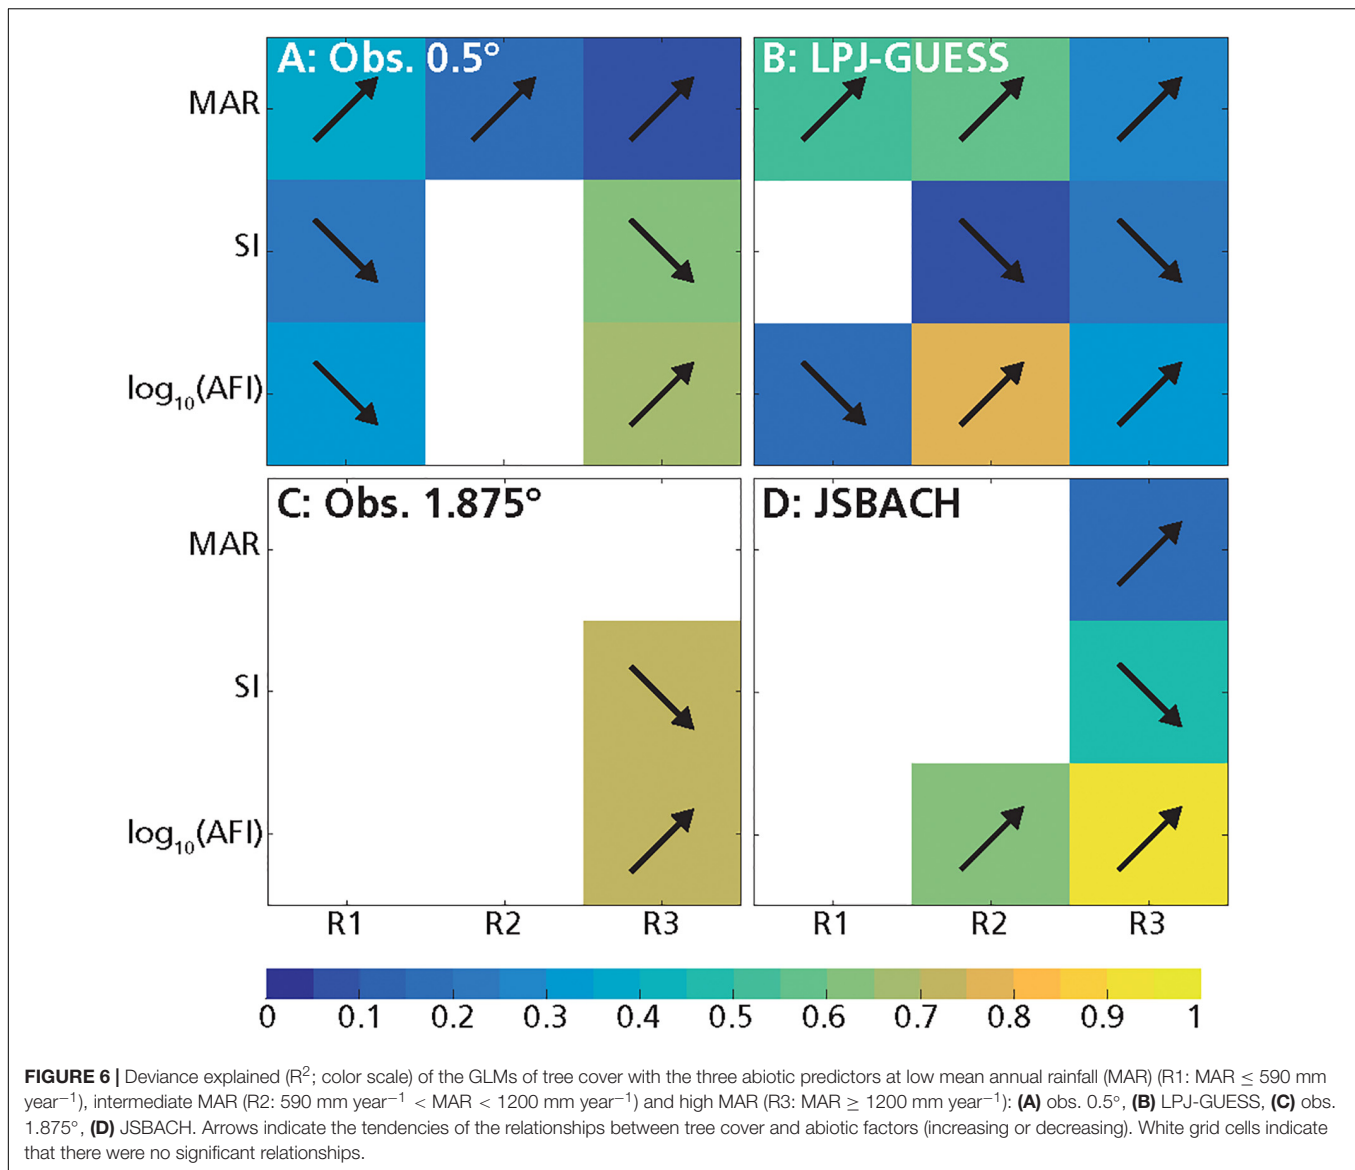 A: Obs. 0.5°
B: LPJ-GUESS
MAR
SI
log₁₀(AFI)
C: Obs. 1.875°
D: JSBACH
MAR
SI
log₁₀(AFI)
R1 R2 R3 R1 R2 R3
0 0.1 0.2 0.3 0.4 0.5 0.6 0.7 0.8 0.9 1
FIGURE 6 | Deviance explained (R²; color scale) of the GLMs of tree cover with the three abiotic predictors at low mean annual rainfall (MAR) (R1: MAR ≤ 590 mm
year⁻¹), intermediate MAR (R2: 590 mm year⁻¹ < MAR < 1200 mm year⁻¹) and high MAR (R3: MAR ≥ 1200 mm year⁻¹): (A) obs. 0.5°, (B) LPJ-GUESS, (C) obs.
1.875°, (D) JSBACH. Arrows indicate the tendencies of the relationships between tree cover and abiotic factors (increasing or decreasing). White grid cells indicate
that there were no significant relationships.